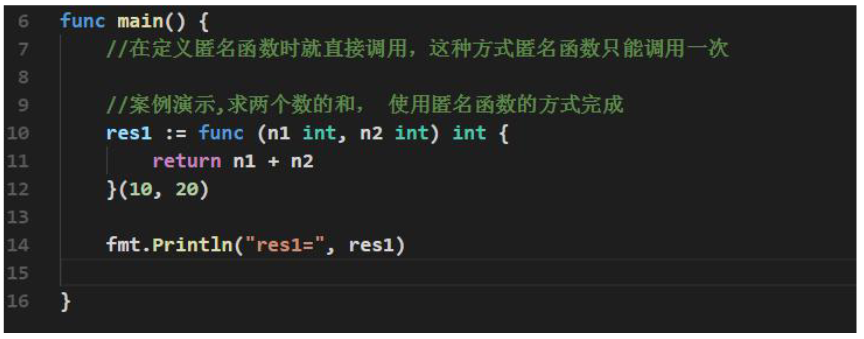 6 func main() {
7 //在定义匿名函数时就直接调用，这种方式匿名函数只能调用一次
8
9 //案例演示,求两个数的和， 使用匿名函数的方式完成
10 res1 := func (n1 int, n2 int) int {
11 return n1 + n2
12 }(10, 20)
13
14 fmt.Println("res1=", res1)
15
16 }